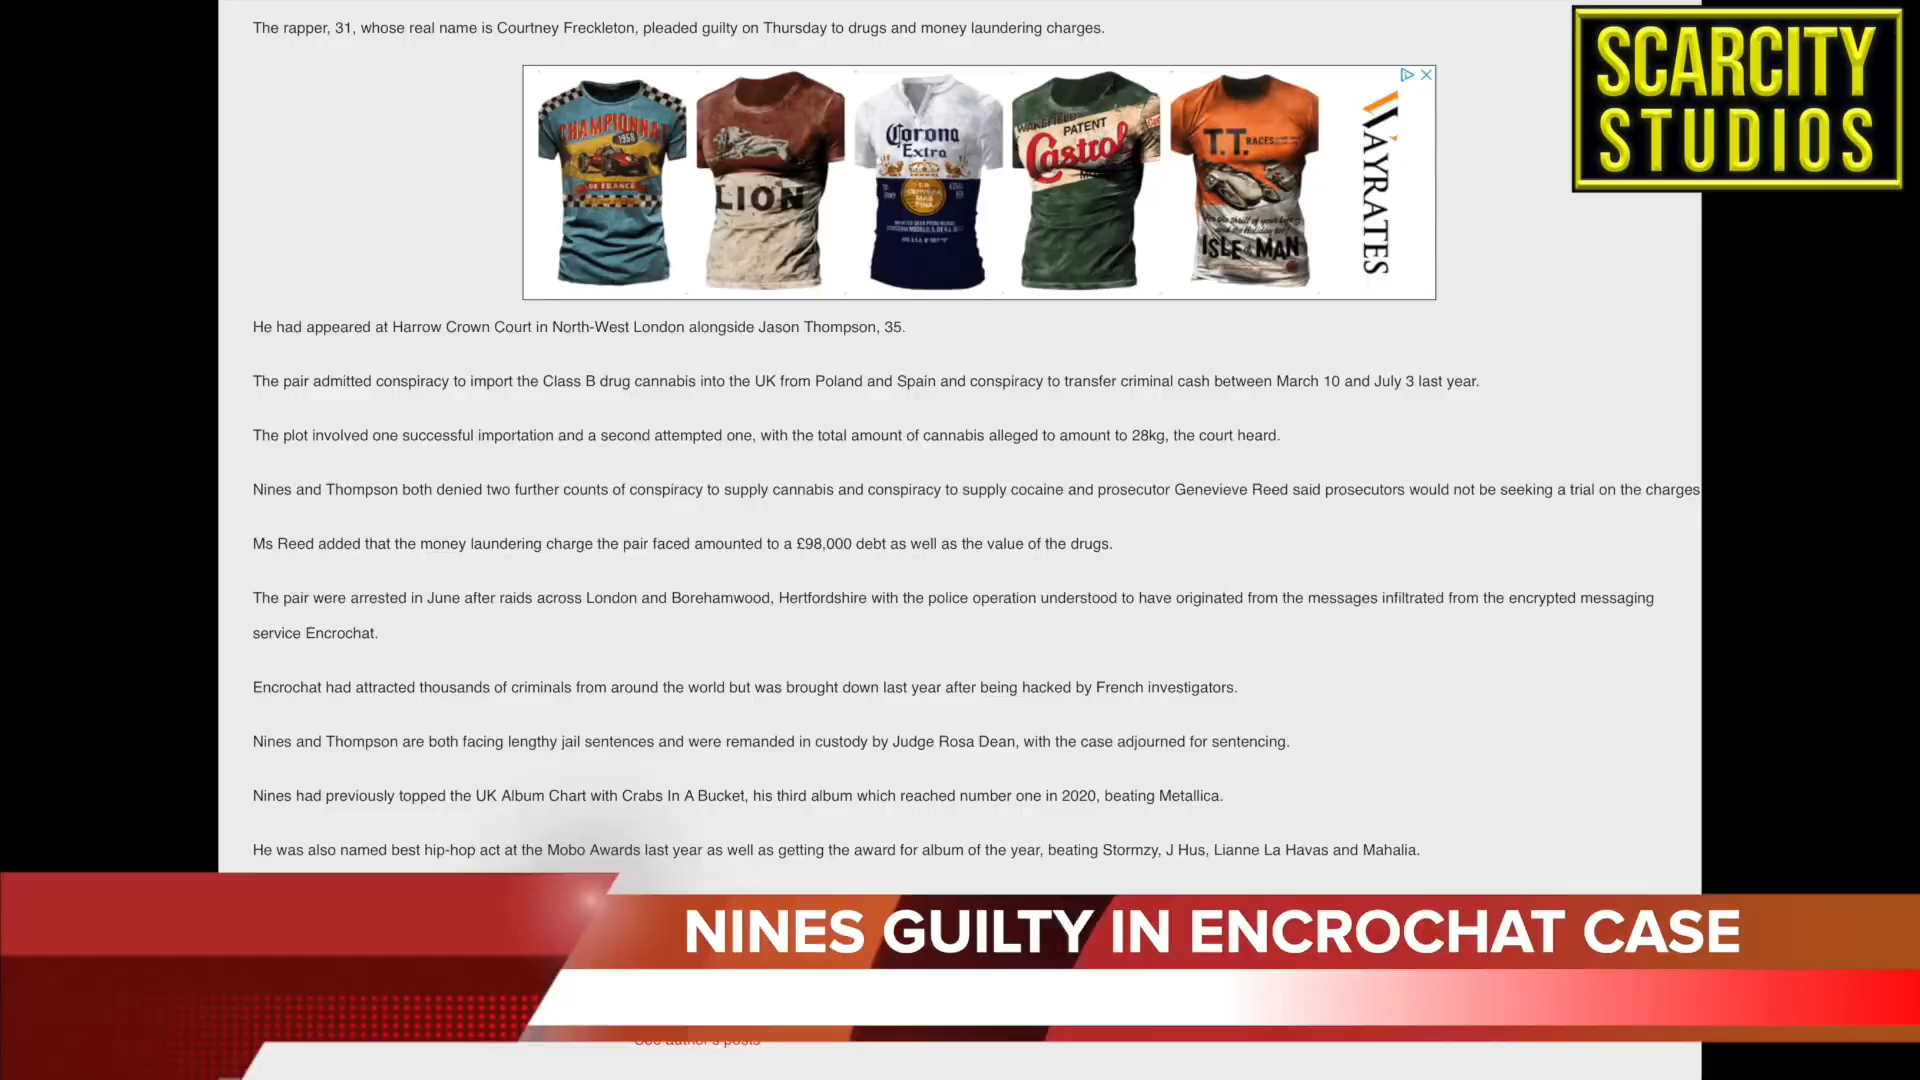 The rapper, 31, whose real name is Courtney Freckleton, pleaded guilty on Thursday to drugs and money laundering charges.
SCARCITY
STUDIOS
CHAMPIONNAT
1958
DE FRANCE
LION
Corona
Extra
WAKEFIELD
PATENT
Castrol
T.T. RACES
For the thrill of your life
ISLE OF MAN
WAYRATES
He had appeared at Harrow Crown Court in North-West London alongside Jason Thompson, 35.
The pair admitted conspiracy to import the Class B drug cannabis into the UK from Poland and Spain and conspiracy to transfer criminal cash between March 10 and July 3 last year.
The plot involved one successful importation and a second attempted one, with the total amount of cannabis alleged to amount to 28kg, the court heard.
Nines and Thompson both denied two further counts of conspiracy to supply cannabis and conspiracy to supply cocaine and prosecutor Genevieve Reed said prosecutors would not be seeking a trial on the charges
Ms Reed added that the money laundering charge the pair faced amounted to a £98,000 debt as well as the value of the drugs.
The pair were arrested in June after raids across London and Borehamwood, Hertfordshire with the police operation understood to have originated from the messages infiltrated from the encrypted messaging
service Encrochat.
Encrochat had attracted thousands of criminals from around the world but was brought down last year after being hacked by French investigators.
Nines and Thompson are both facing lengthy jail sentences and were remanded in custody by Judge Rosa Dean, with the case adjourned for sentencing.
Nines had previously topped the UK Album Chart with Crabs In A Bucket, his third album which reached number one in 2020, beating Metallica.
He was also named best hip-hop act at the Mobo Awards last year as well as getting the award for album of the year, beating Stormzy, J Hus, Lianne La Havas and Mahalia.
NINES GUILTY IN ENCROCHAT CASE
See author's posts